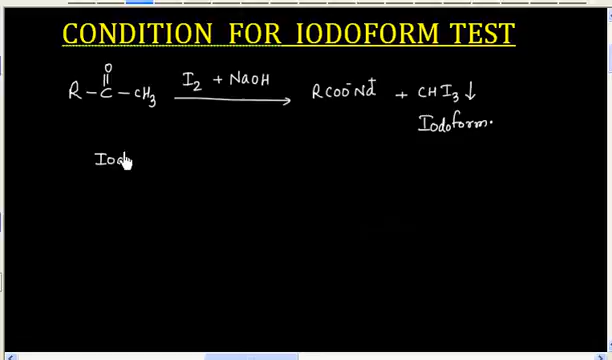 CONDITION FOR IODOFORM TEST
R-C(=O)-CH3 I2 + NaOH → RCOO⁻Na⁺ + CHI3 ↓
Iodoform.
Iod